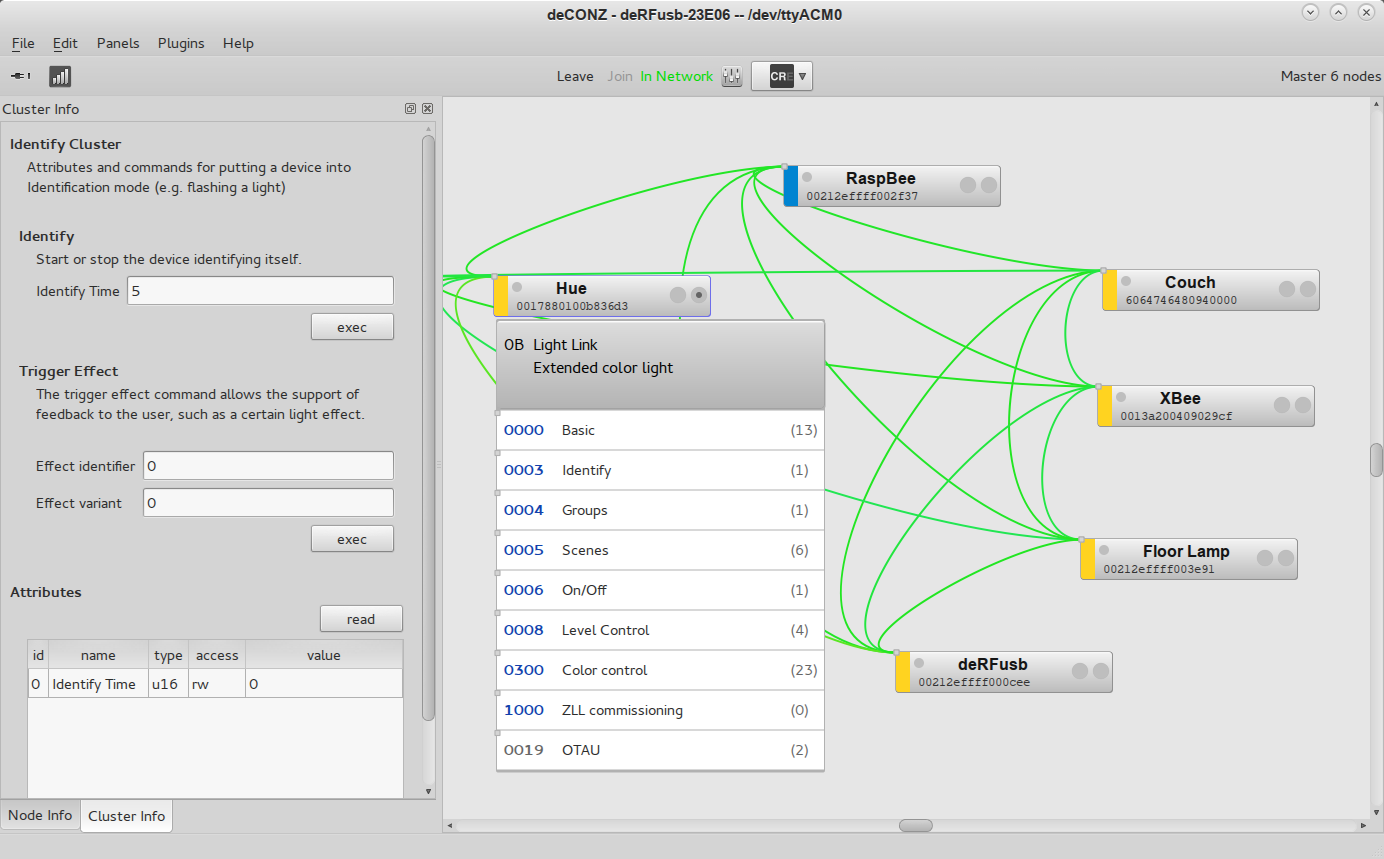 deCONZ - deRFusb-23E06 -- /dev/ttyACM0
File Edit Panels Plugins Help
Leave Join In Network CRE Master 6 nodes
Cluster Info
Identify Cluster
Attributes and commands for putting a device into
Identification mode (e.g. flashing a light)
Identify
Start or stop the device identifying itself.
Identify Time 5
exec
Trigger Effect
The trigger effect command allows the support of
feedback to the user, such as a certain light effect.
Effect identifier 0
Effect variant 0
exec
Attributes
read
id name type access value
0 Identify Time u16 rw 0
Node Info Cluster Info
RaspBee
00212effff002f37
Hue
0017880100b836d3
0B Light Link
Extended color light
0000 Basic (13)
0003 Identify (1)
0004 Groups (1)
0005 Scenes (6)
0006 On/Off (1)
0008 Level Control (4)
0300 Color control (23)
1000 ZLL commissioning (0)
0019 OTAU (2)
Couch
6064746480940000
XBee
0013a200409029cf
Floor Lamp
00212effff003e91
deRFusb
00212effff000cee